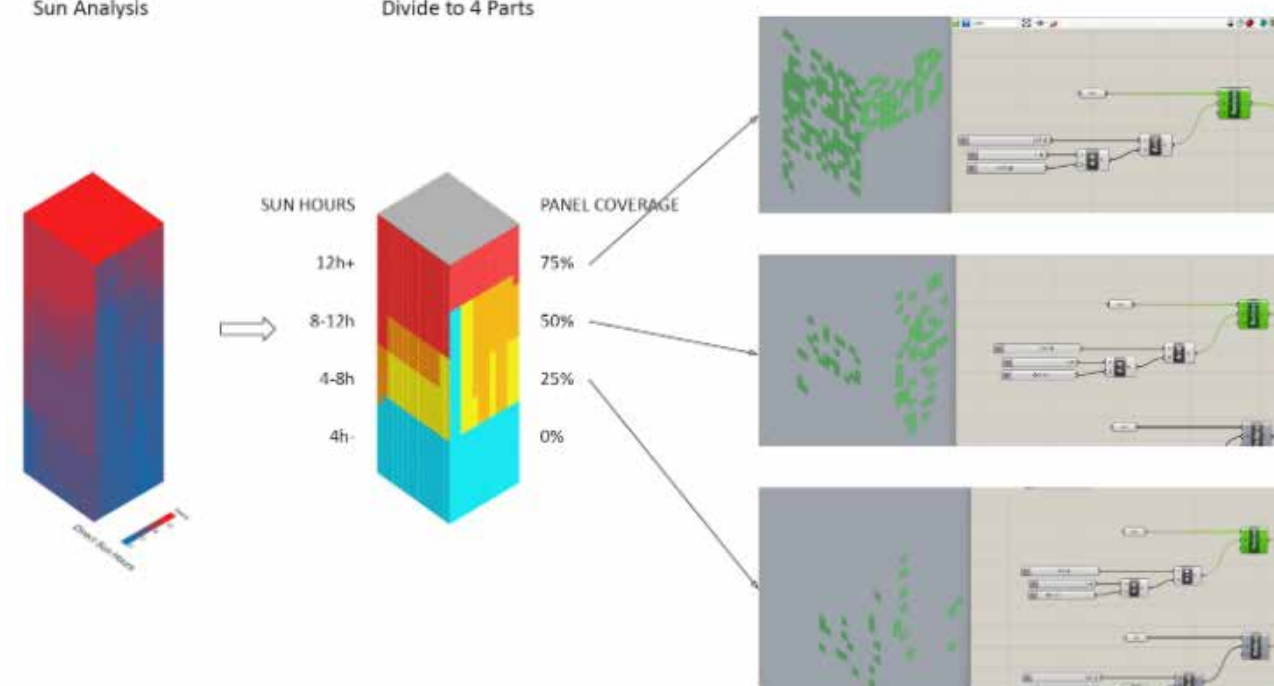 Sun Analysis
Divide to 4 Parts
SUN HOURS
PANEL COVERAGE
12h+
75%
8-12h
50%
4-8h
25%
4h-
0%
Direct Sun Hours